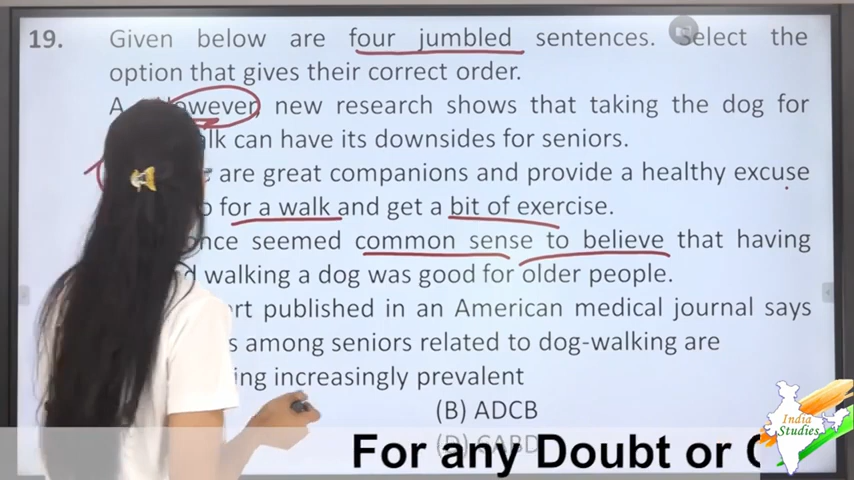 19. Given below are four jumbled sentences. Select the
option that gives their correct order.
A However, new research shows that taking the dog for
can have its downsides for seniors.
are great companions and provide a healthy excuse
for a walk and get a bit of exercise.
once seemed common sense to believe that having
walking a dog was good for older people.
published in an American medical journal says
among seniors related to dog-walking are
increasingly prevalent
(B) ADCB
(D) CABD
For any Doubt or
India
Studies